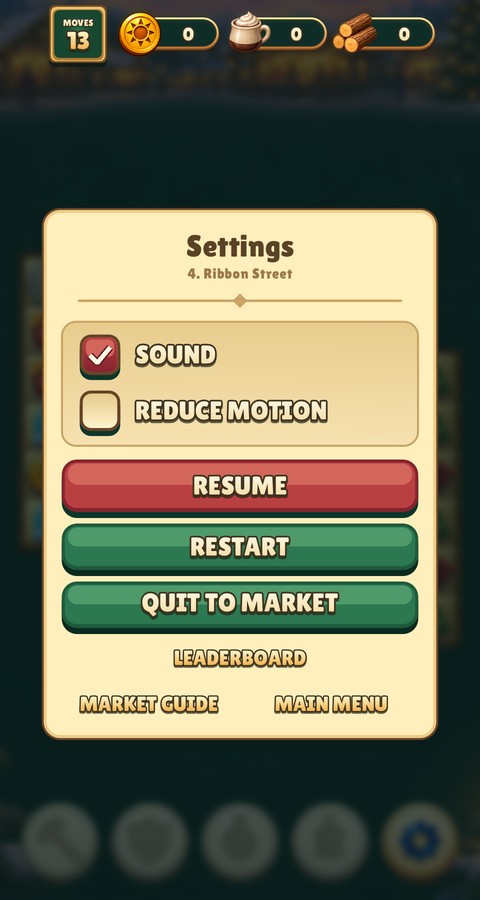 MOVES
13
0
0
0
Settings
4. Ribbon Street
SOUND
REDUCE MOTION
RESUME
RESTART
QUIT TO MARKET
LEADERBOARD
MARKET GUIDE
MAIN MENU